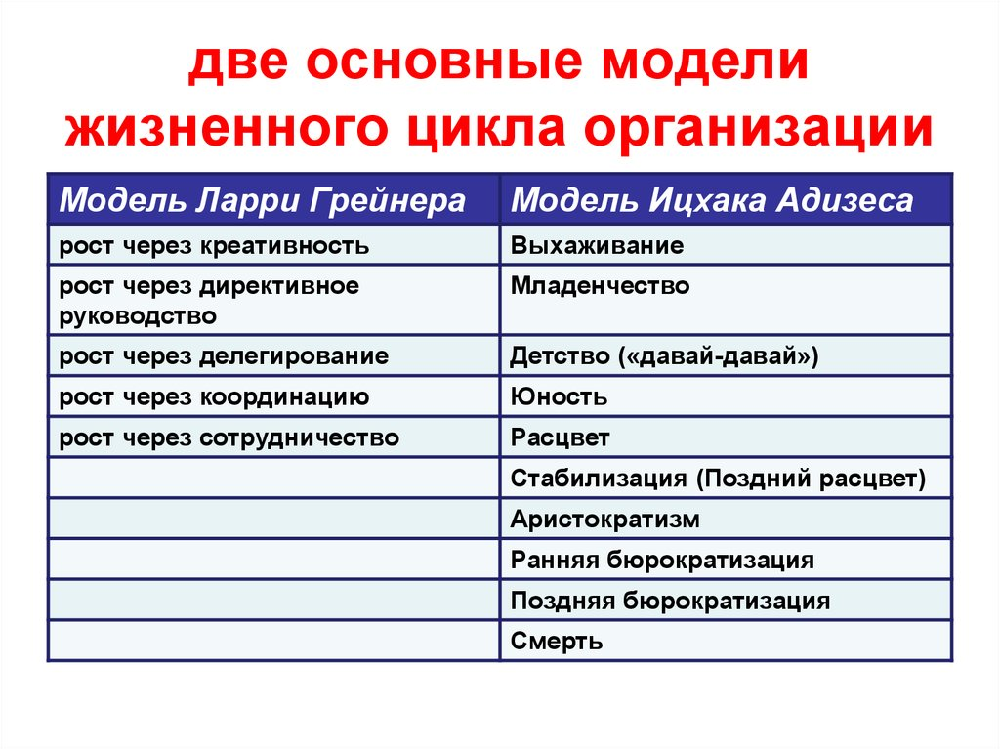 две основные модели
жизненного цикла организации
Модель Ларри Грейнера
Модель Ицхака Адизеса
рост через креативность
Выхаживание
рост через директивное
руководство
Младенчество
рост через делегирование
Детство («давай-давай»)
рост через координацию
Юность
рост через сотрудничество
Расцвет
Стабилизация (Поздний расцвет)
Аристократизм
Ранняя бюрократизация
Поздняя бюрократизация
Смерть